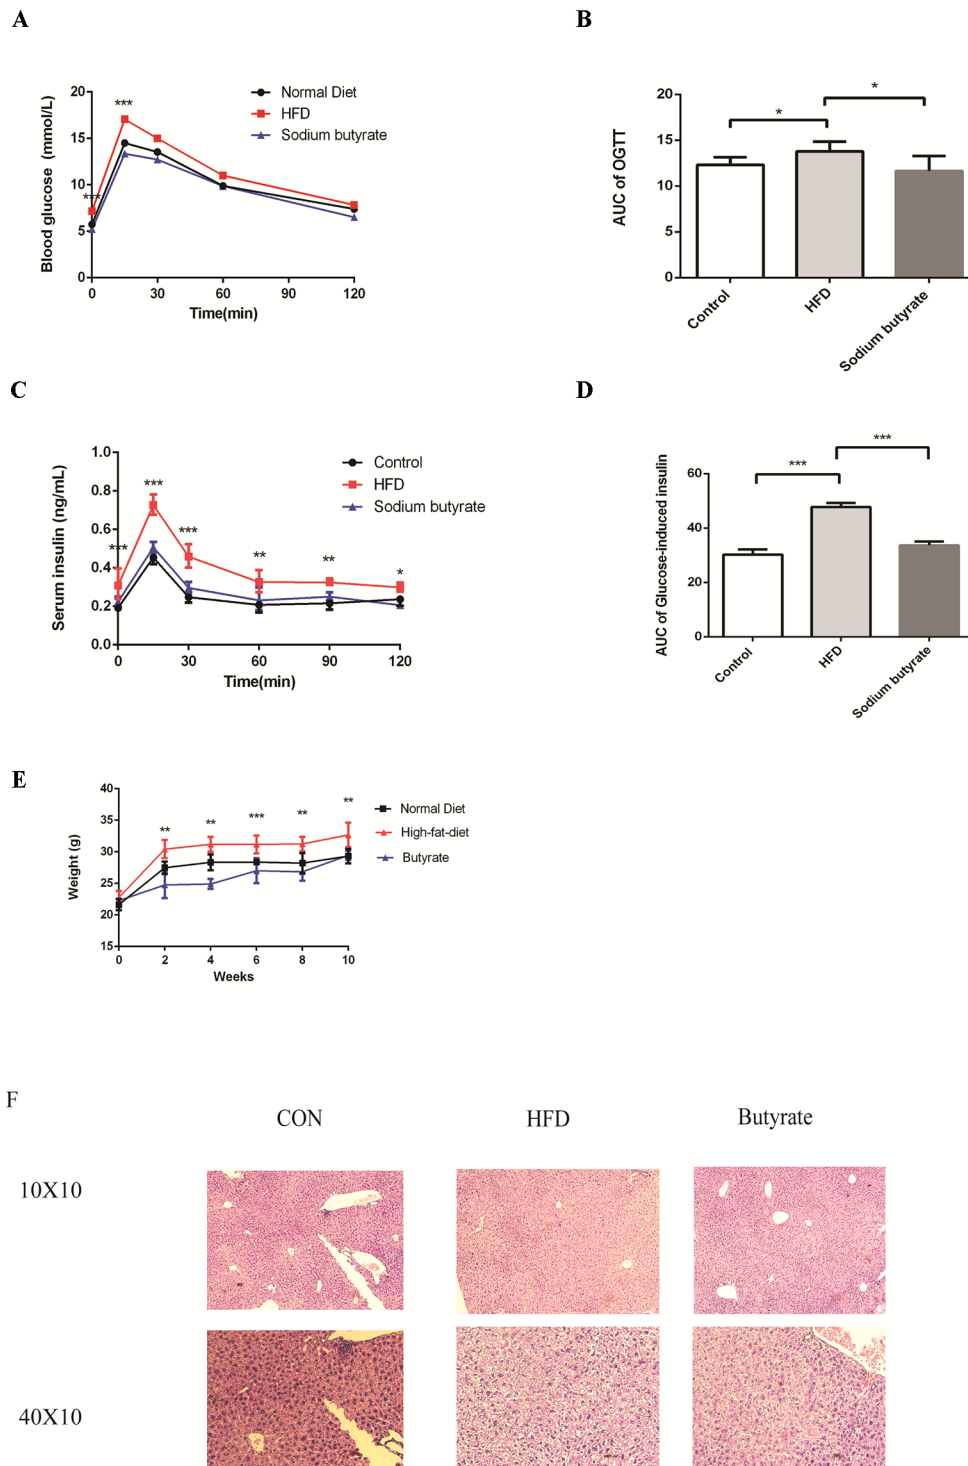 A
B
Normal Diet
HFD
Sodium butyrate
Blood glucose (mmol/L)
20
15
10
5
0
***
***
0
30
60
90
120
Time(min)
AUC of OGTT
20
15
10
5
0
*
*
Control
HFD
Sodium butyrate
C
D
Control
HFD
Sodium butyrate
Serum insulin (ng/mL)
1.0
0.8
0.6
0.4
0.2
0.0
***
***
***
**
**
*
0
30
60
90
120
Time(min)
AUC of Glucose-induced insulin
60
40
20
0
***
***
Control
HFD
Sodium butyrate
E
Normal Diet
High-fat-diet
Butyrate
Weight (g)
40
35
30
25
20
15
**
**
***
**
**
0
2
4
6
8
10
Weeks
F
CON
HFD
Butyrate
10X10
40X10